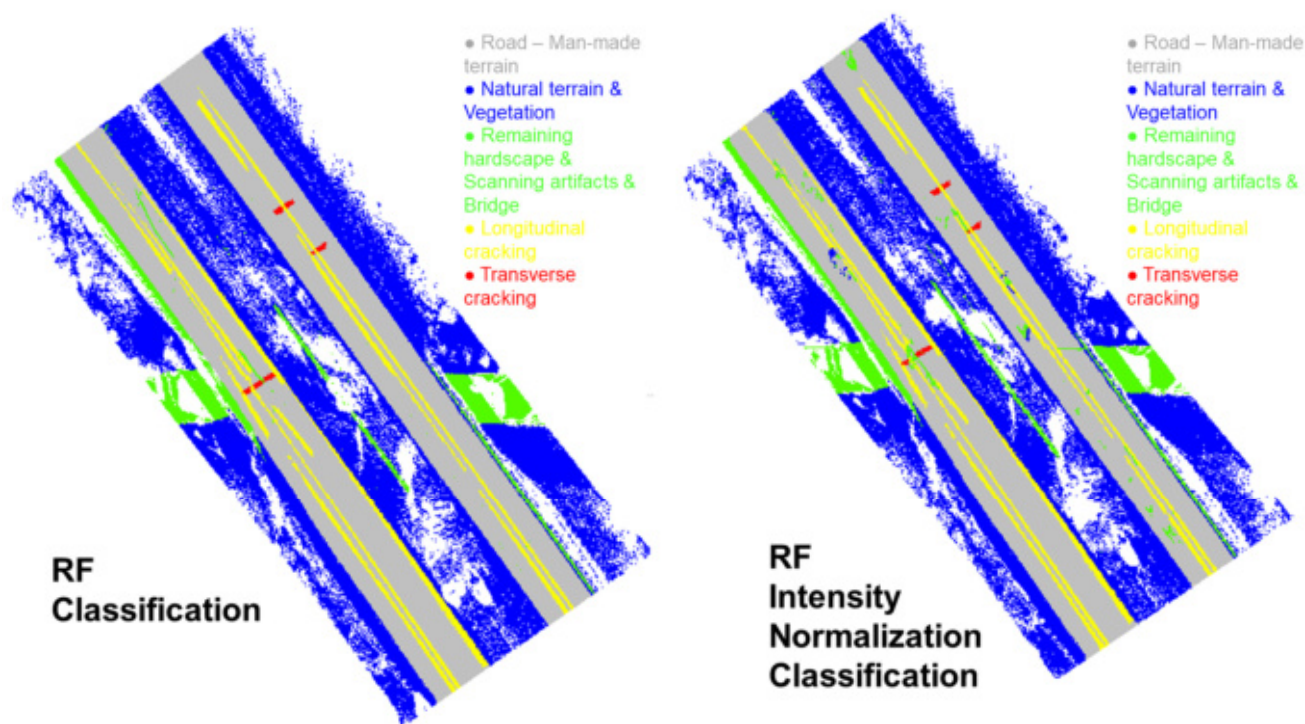 ● Road – Man-made
terrain
● Natural terrain &
Vegetation
● Remaining
hardscape &
Scanning artifacts &
Bridge
● Longitudinal
cracking
● Transverse
cracking
RF
Classification
● Road – Man-made
terrain
● Natural terrain &
Vegetation
● Remaining
hardscape &
Scanning artifacts &
Bridge
● Longitudinal
cracking
● Transverse
cracking
RF
Intensity
Normalization
Classification